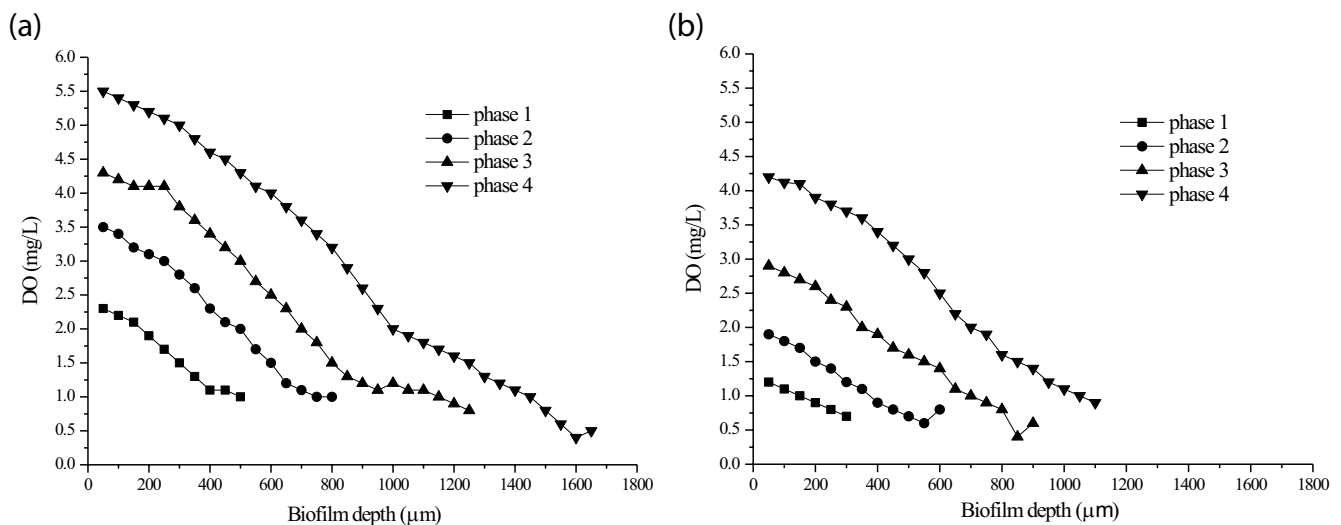 (a)
6.0
5.5
5.0
4.5
4.0
3.5
3.0
2.5
2.0
1.5
1.0
0.5
0.0
DO (mg/L)
phase 1
phase 2
phase 3
phase 4
0 200 400 600 800 1000 1200 1400 1600 1800
Biofilm depth (μm)
(b)
6.0
5.5
5.0
4.5
4.0
3.5
3.0
2.5
2.0
1.5
1.0
0.5
0.0
DO (mg/L)
phase 1
phase 2
phase 3
phase 4
0 200 400 600 800 1000 1200 1400 1600 1800
Biofilm depth (μm)